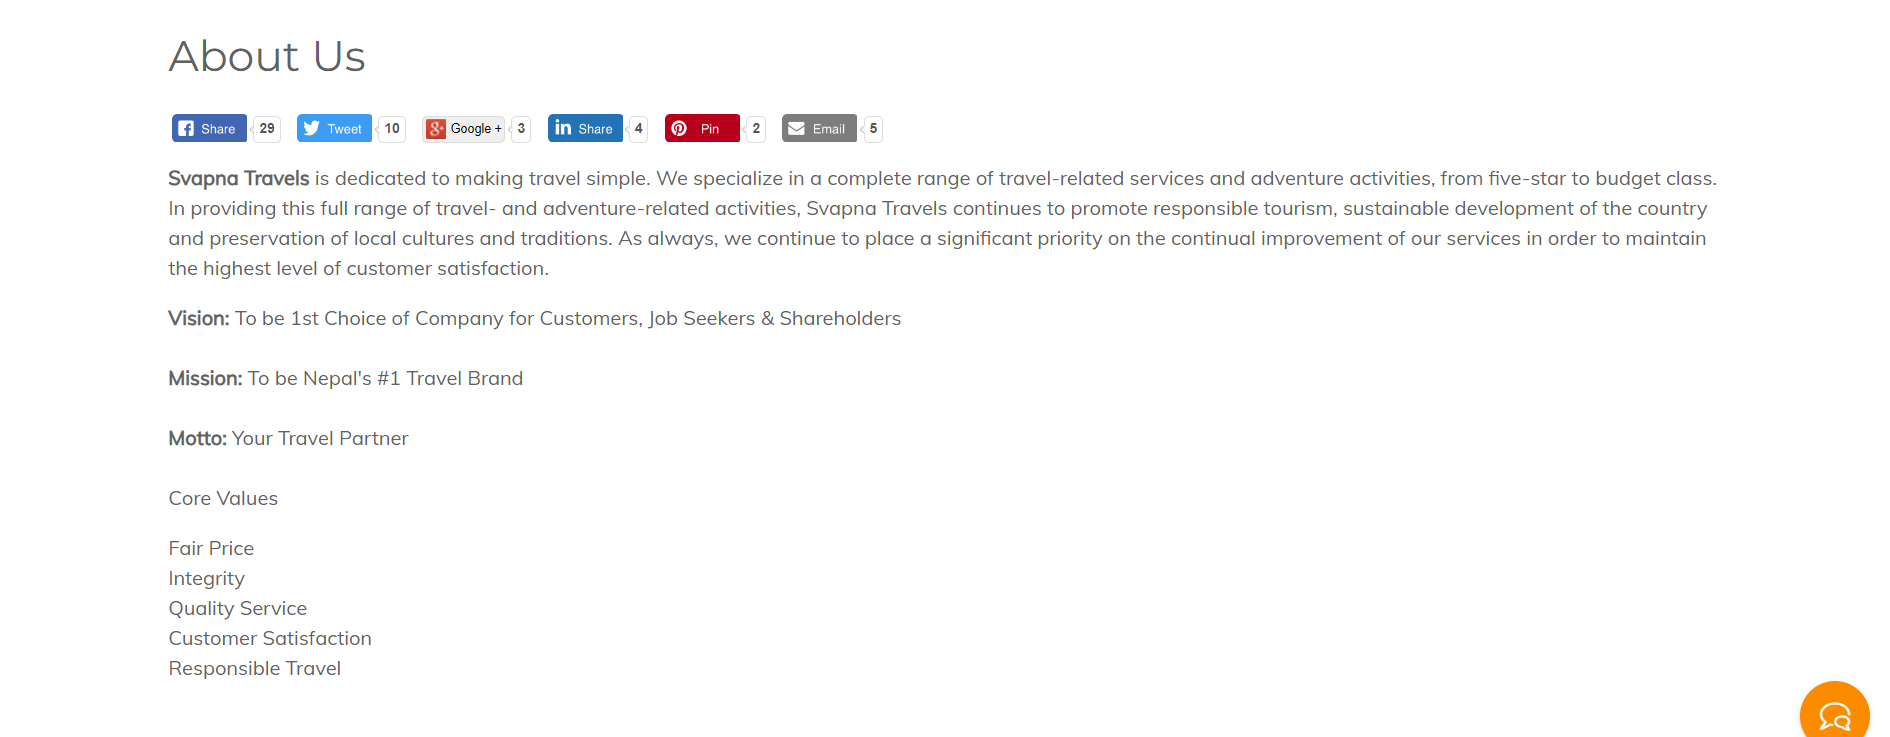 About Us
Share 29 Tweet 10 Google + 3 Share 4 Pin 2 Email 5
Svapna Travels is dedicated to making travel simple. We specialize in a complete range of travel-related services and adventure activities, from five-star to budget class.
In providing this full range of travel- and adventure-related activities, Svapna Travels continues to promote responsible tourism, sustainable development of the country
and preservation of local cultures and traditions. As always, we continue to place a significant priority on the continual improvement of our services in order to maintain
the highest level of customer satisfaction.
Vision: To be 1st Choice of Company for Customers, Job Seekers & Shareholders
Mission: To be Nepal's #1 Travel Brand
Motto: Your Travel Partner
Core Values
Fair Price
Integrity
Quality Service
Customer Satisfaction
Responsible Travel